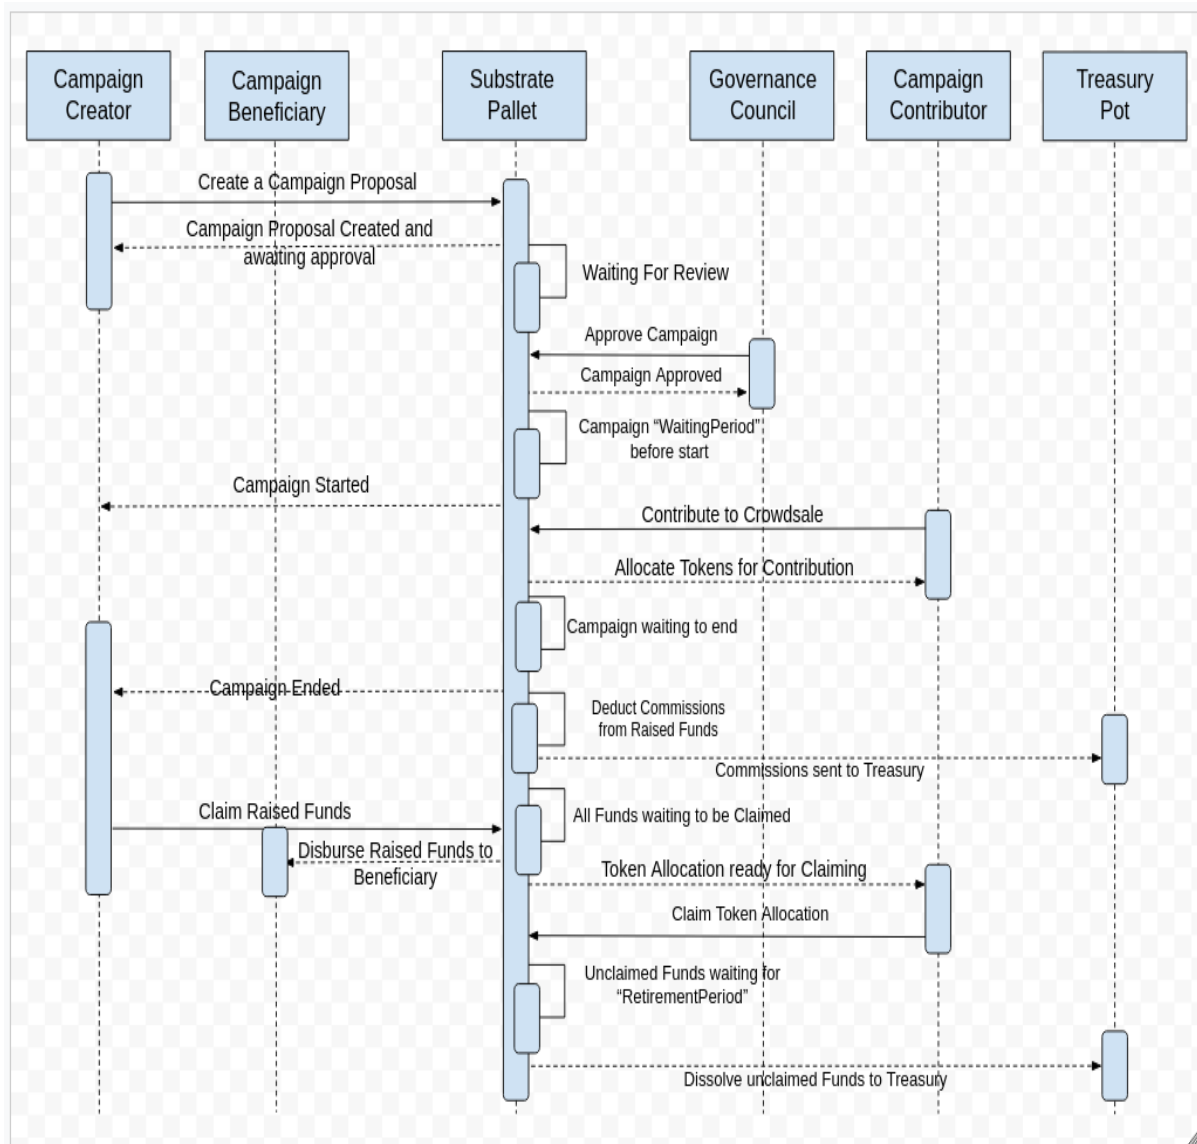 Campaign
Creator
Campaign
Beneficiary
Substrate
Pallet
Governance
Council
Campaign
Contributor
Treasury
Pot
Create a Campaign Proposal
Campaign Proposal Created and
awaiting approval
Waiting For Review
Approve Campaign
Campaign Approved
Campaign “WaitingPeriod”
before start
Campaign Started
Contribute to Crowdsale
Allocate Tokens for Contribution
Campaign waiting to end
Campaign Ended
Deduct Commissions
from Raised Funds
Commissions sent to Treasury
Claim Raised Funds
All Funds waiting to be Claimed
Disburse Raised Funds to
Beneficiary
Token Allocation ready for Claiming
Claim Token Allocation
Unclaimed Funds waiting for
“RetirementPeriod”
Dissolve unclaimed Funds to Treasury